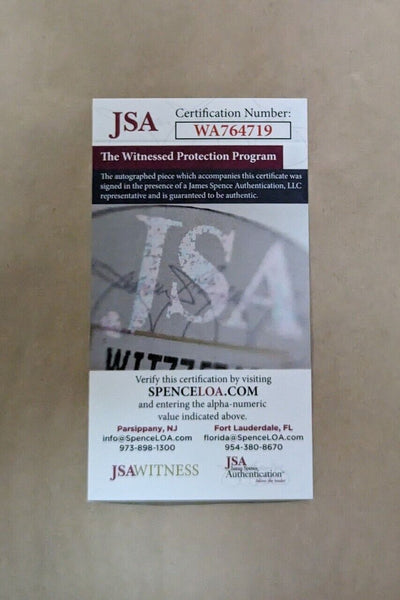 JSA
Certification Number:
WA764719
The Witnessed Protection Program
The autographed piece which accompanies this certificate was
signed in the presence of a James Spence Authentication, LLC
representative and is guaranteed to be authentic.
JSA
Verify this certification by visiting
SPENCELOA.COM
and entering the alpha-numeric
value indicated above.
Parsippany, NJ
info@SpenceLOA.com
973-898-1300
Fort Lauderdale, FL
florida@SpenceLOA.com
954-380-8670
JSAWITNESS
JSA
James Spence
Authentication